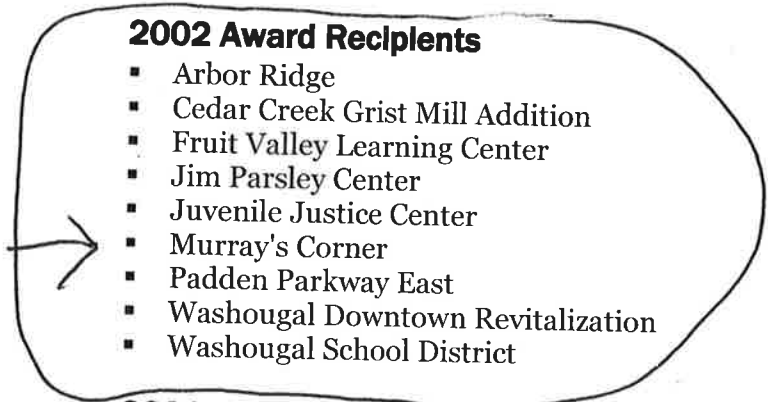 2002 Award Recipients
▪ Arbor Ridge
▪ Cedar Creek Grist Mill Addition
▪ Fruit Valley Learning Center
▪ Jim Parsley Center
▪ Juvenile Justice Center
▪ Murray's Corner
▪ Padden Parkway East
▪ Washougal Downtown Revitalization
▪ Washougal School District